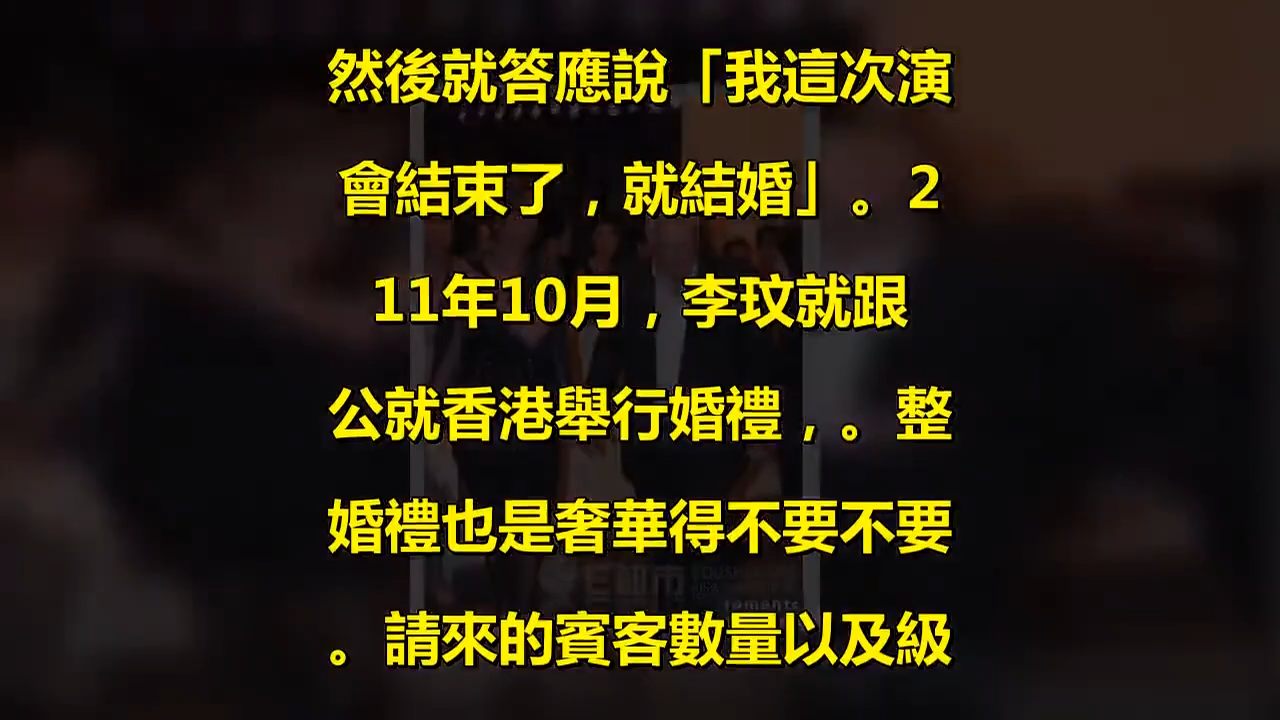 然後就答應說「我這次演
會結束了，就結婚」。2
11年10月，李玟就跟
公就香港舉行婚禮，。整
婚禮也是奢華得不要不要
。請來的賓客數量以及級